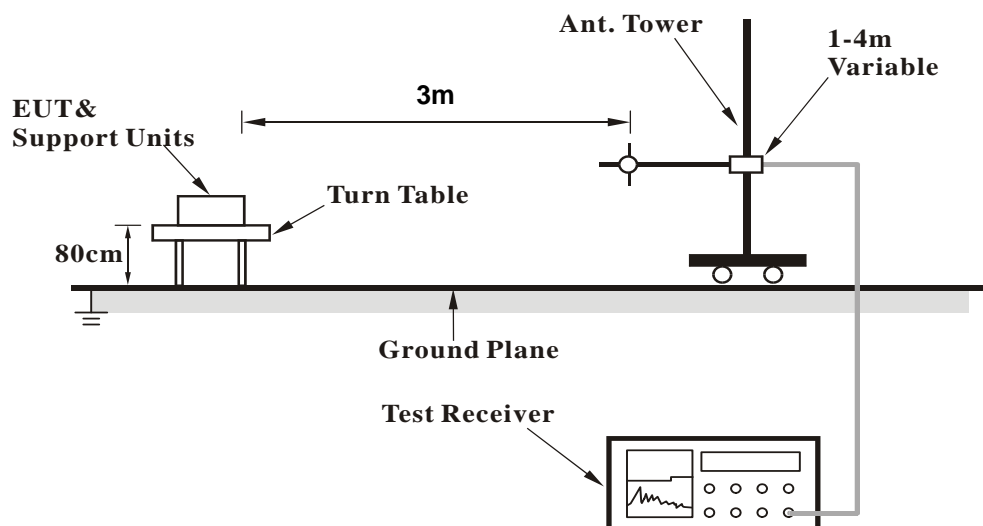 Ant. Tower
1-4m
Variable
3m
EUT&
Support Units
Turn Table
80cm
Ground Plane
Test Receiver